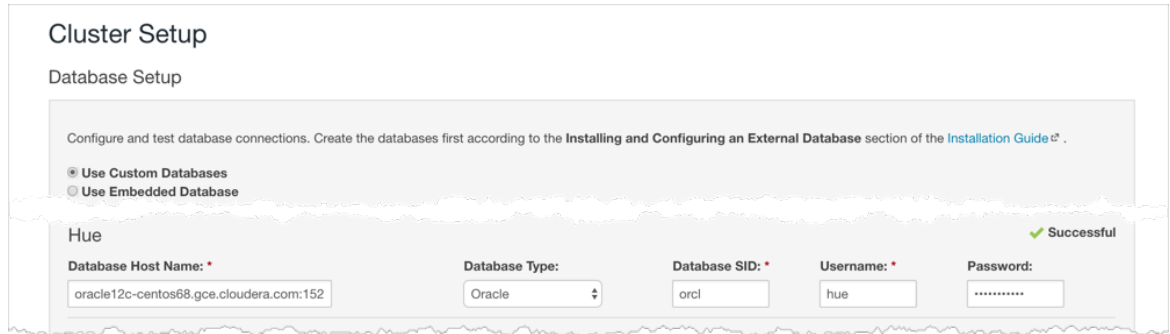 Cluster Setup
Database Setup
Configure and test database connections. Create the databases first according to the Installing and Configuring an External Database section of the Installation Guide .
Use Custom Databases
Use Embedded Database
Hue
Successful
Database Host Name: * Database Type: Database SID: * Username: * Password:
oracle12c-centos68.gce.cloudera.com:152 Oracle orcl hue •••••••••••